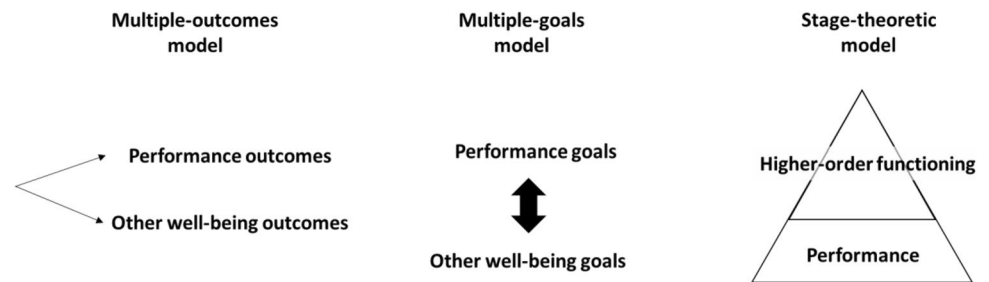 Multiple-outcomes
model
Performance outcomes
Other well-being outcomes
Multiple-goals
model
Performance goals
Other well-being goals
Stage-theoretic
model
Higher-order functioning
Performance